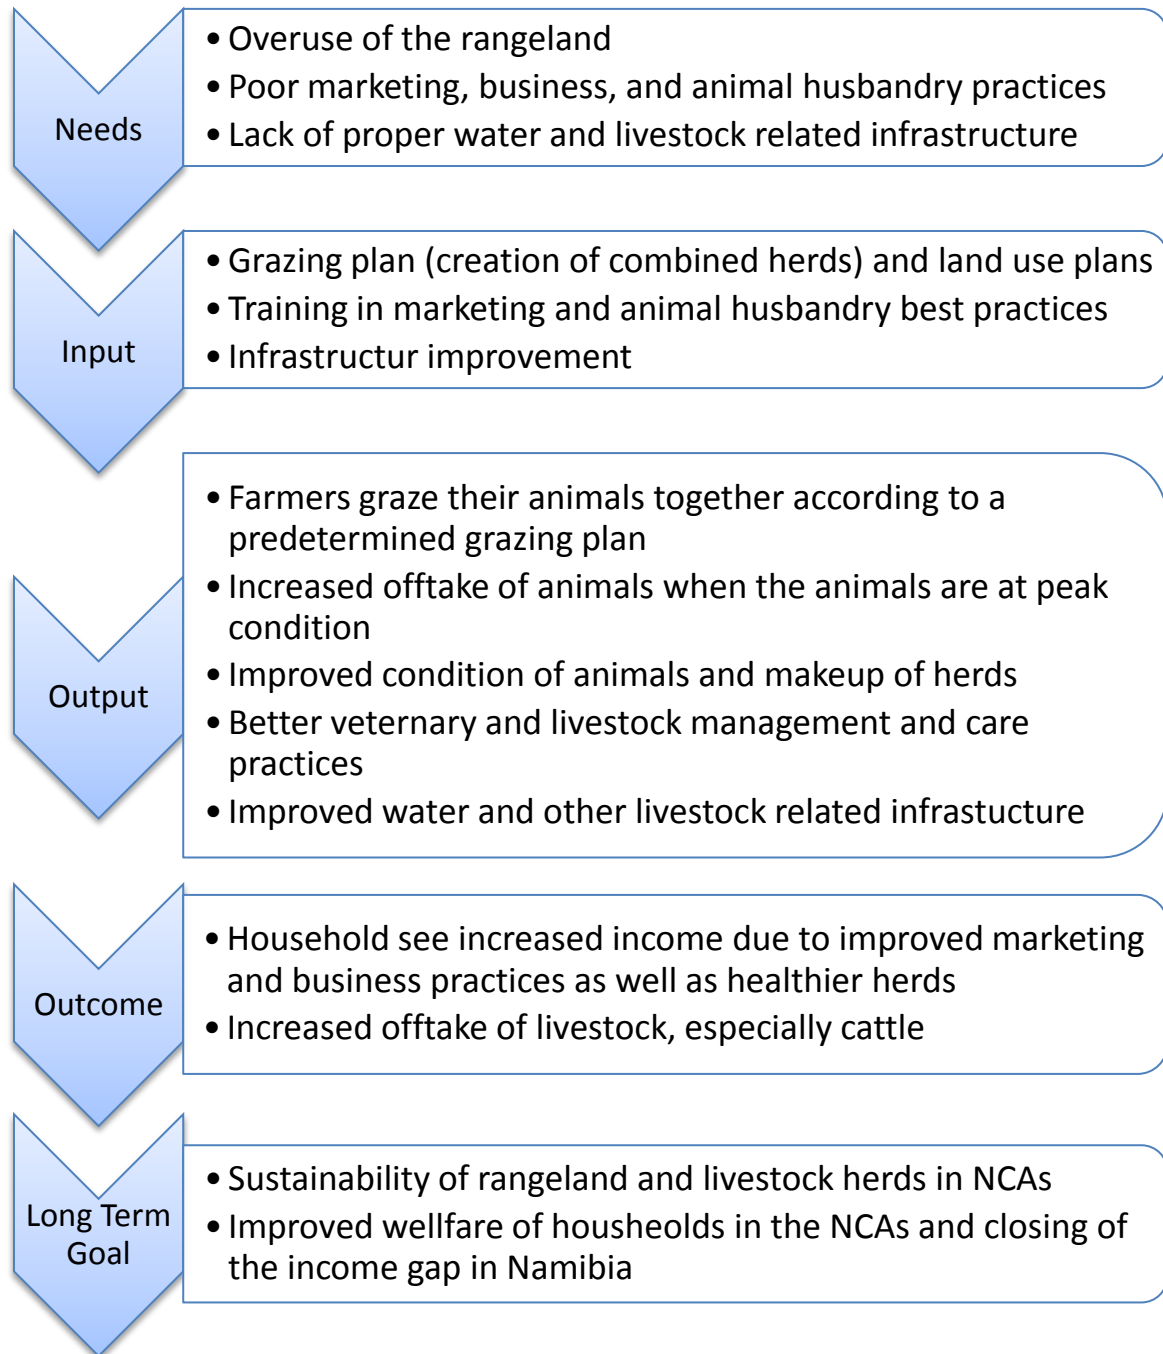 Needs
• Overuse of the rangeland
• Poor marketing, business, and animal husbandry practices
• Lack of proper water and livestock related infrastructure
Input
• Grazing plan (creation of combined herds) and land use plans
• Training in marketing and animal husbandry best practices
• Infrastructur improvement
Output
• Farmers graze their animals together according to a
predetermined grazing plan
• Increased offtake of animals when the animals are at peak
condition
• Improved condition of animals and makeup of herds
• Better veternary and livestock management and care
practices
• Improved water and other livestock related infrastucture
Outcome
• Household see increased income due to improved marketing
and business practices as well as healthier herds
• Increased offtake of livestock, especially cattle
Long Term
Goal
• Sustainability of rangeland and livestock herds in NCAs
• Improved wellfare of housheolds in the NCAs and closing of
the income gap in Namibia